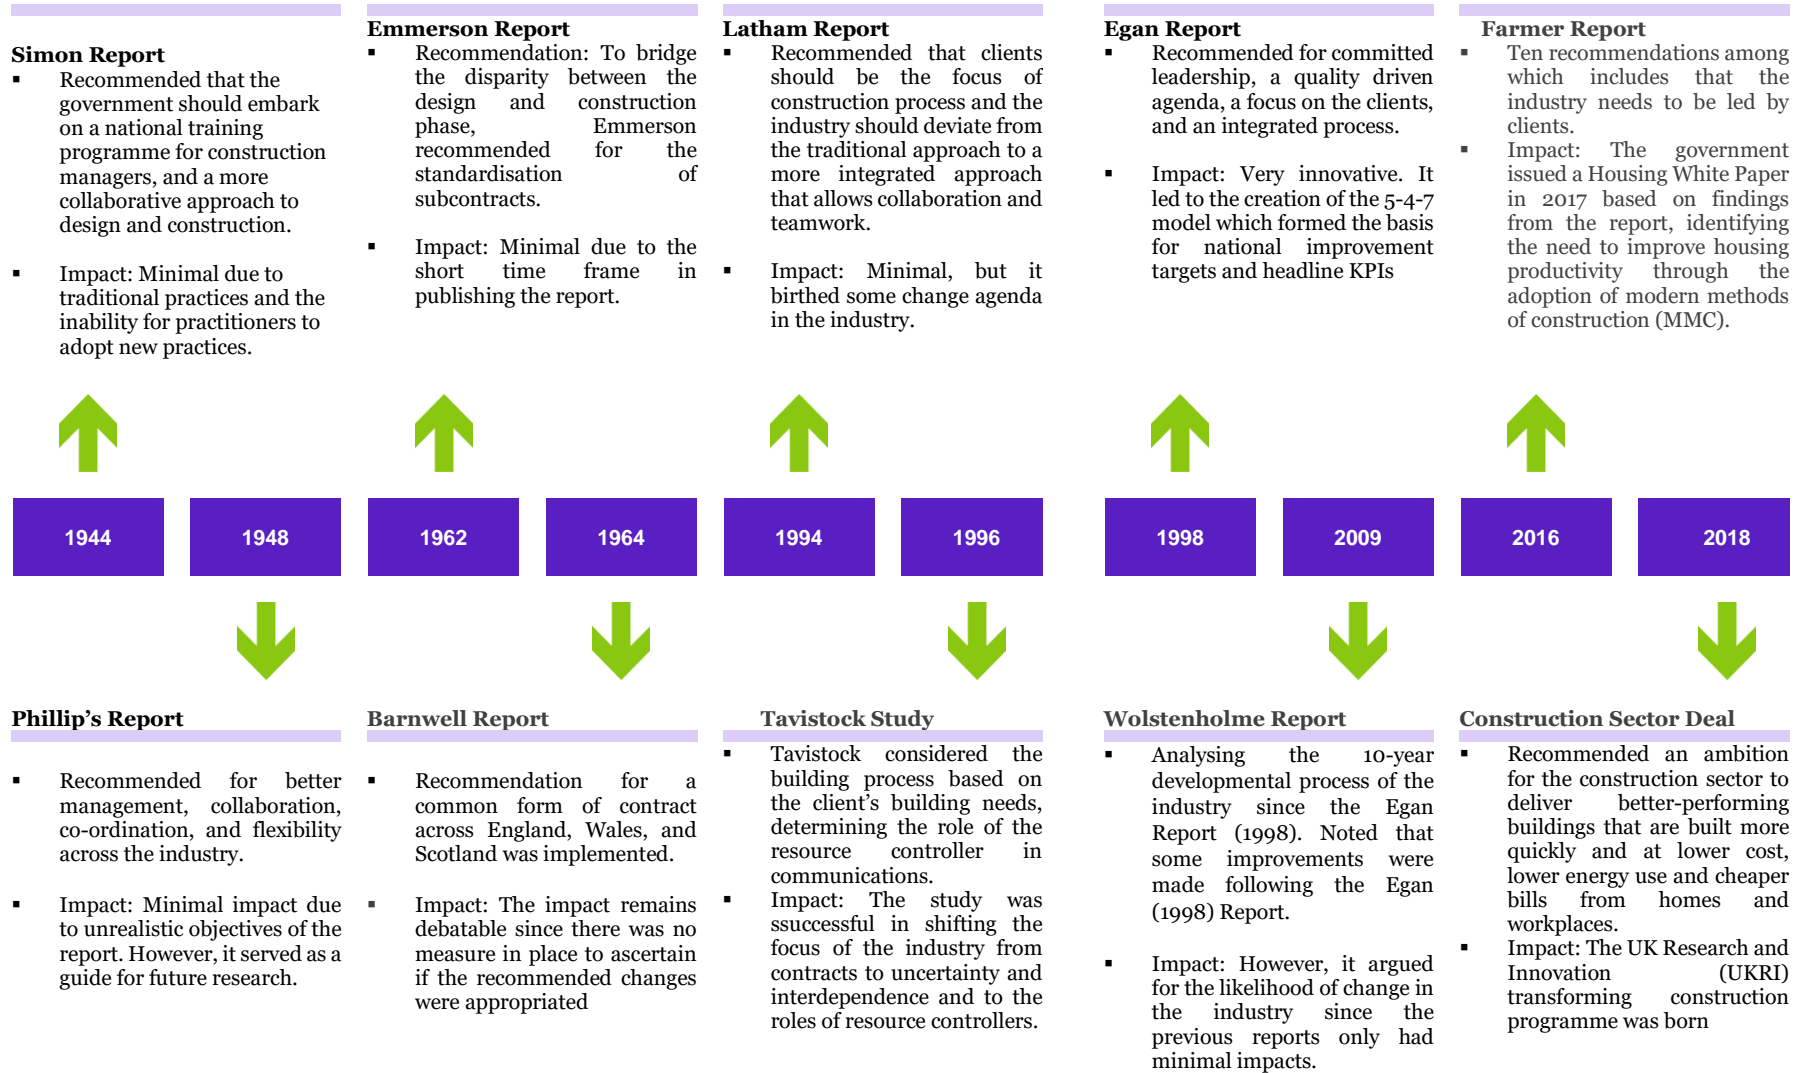 Simon Report
▪ Recommended that the
government should embark
on a national training
programme for construction
managers, and a more
collaborative approach to
design and construction.
▪ Impact: Minimal due to
traditional practices and the
inability for practitioners to
adopt new practices.
Emmerson Report
▪ Recommendation: To bridge
the disparity between the
design and construction
phase, Emmerson
recommended for the
standardisation of
subcontracts.
▪ Impact: Minimal due to the
short time frame in
publishing the report.
Latham Report
▪ Recommended that clients
should be the focus of
construction process and the
industry should deviate from
the traditional approach to a
more integrated approach
that allows collaboration and
teamwork.
▪ Impact: Minimal, but it
birthed some change agenda
in the industry.
Egan Report
▪ Recommended for committed
leadership, a quality driven
agenda, a focus on the clients,
and an integrated process.
▪ Impact: Very innovative. It
led to the creation of the 5-4-7
model which formed the basis
for national improvement
targets and headline KPIs
Farmer Report
▪ Ten recommendations among
which includes that the
industry needs to be led by
clients.
▪ Impact: The government
issued a Housing White Paper
in 2017 based on findings
from the report, identifying
the need to improve housing
productivity through the
adoption of modern methods
of construction (MMC).
1944
1948
1962
1964
1994
1996
1998
2009
2016
2018
Phillip's Report
▪ Recommended for better
management, collaboration,
co-ordination, and flexibility
across the industry.
▪ Impact: Minimal impact due
to unrealistic objectives of the
report. However, it served as a
guide for future research.
Barnwell Report
▪ Recommendation for a
common form of contract
across England, Wales, and
Scotland was implemented.
▪ Impact: The impact remains
debatable since there was no
measure in place to ascertain
if the recommended changes
were appropriated
Tavistock Study
▪ Tavistock considered the
building process based on
the client's building needs,
determining the role of the
resource controller in
communications.
▪ Impact: The study was
ssuccessful in shifting the
focus of the industry from
contracts to uncertainty and
interdependence and to the
roles of resource controllers.
Wolstenholme Report
▪ Analysing the 10-year
developmental process of the
industry since the Egan
Report (1998). Noted that
some improvements were
made following the Egan
(1998) Report.
▪ Impact: However, it argued
for the likelihood of change in
the industry since the
previous reports only had
minimal impacts.
Construction Sector Deal
▪ Recommended an ambition
for the construction sector to
deliver better-performing
buildings that are built more
quickly and at lower cost,
lower energy use and cheaper
bills from homes and
workplaces.
▪ Impact: The UK Research and
Innovation (UKRI)
transforming construction
programme was born